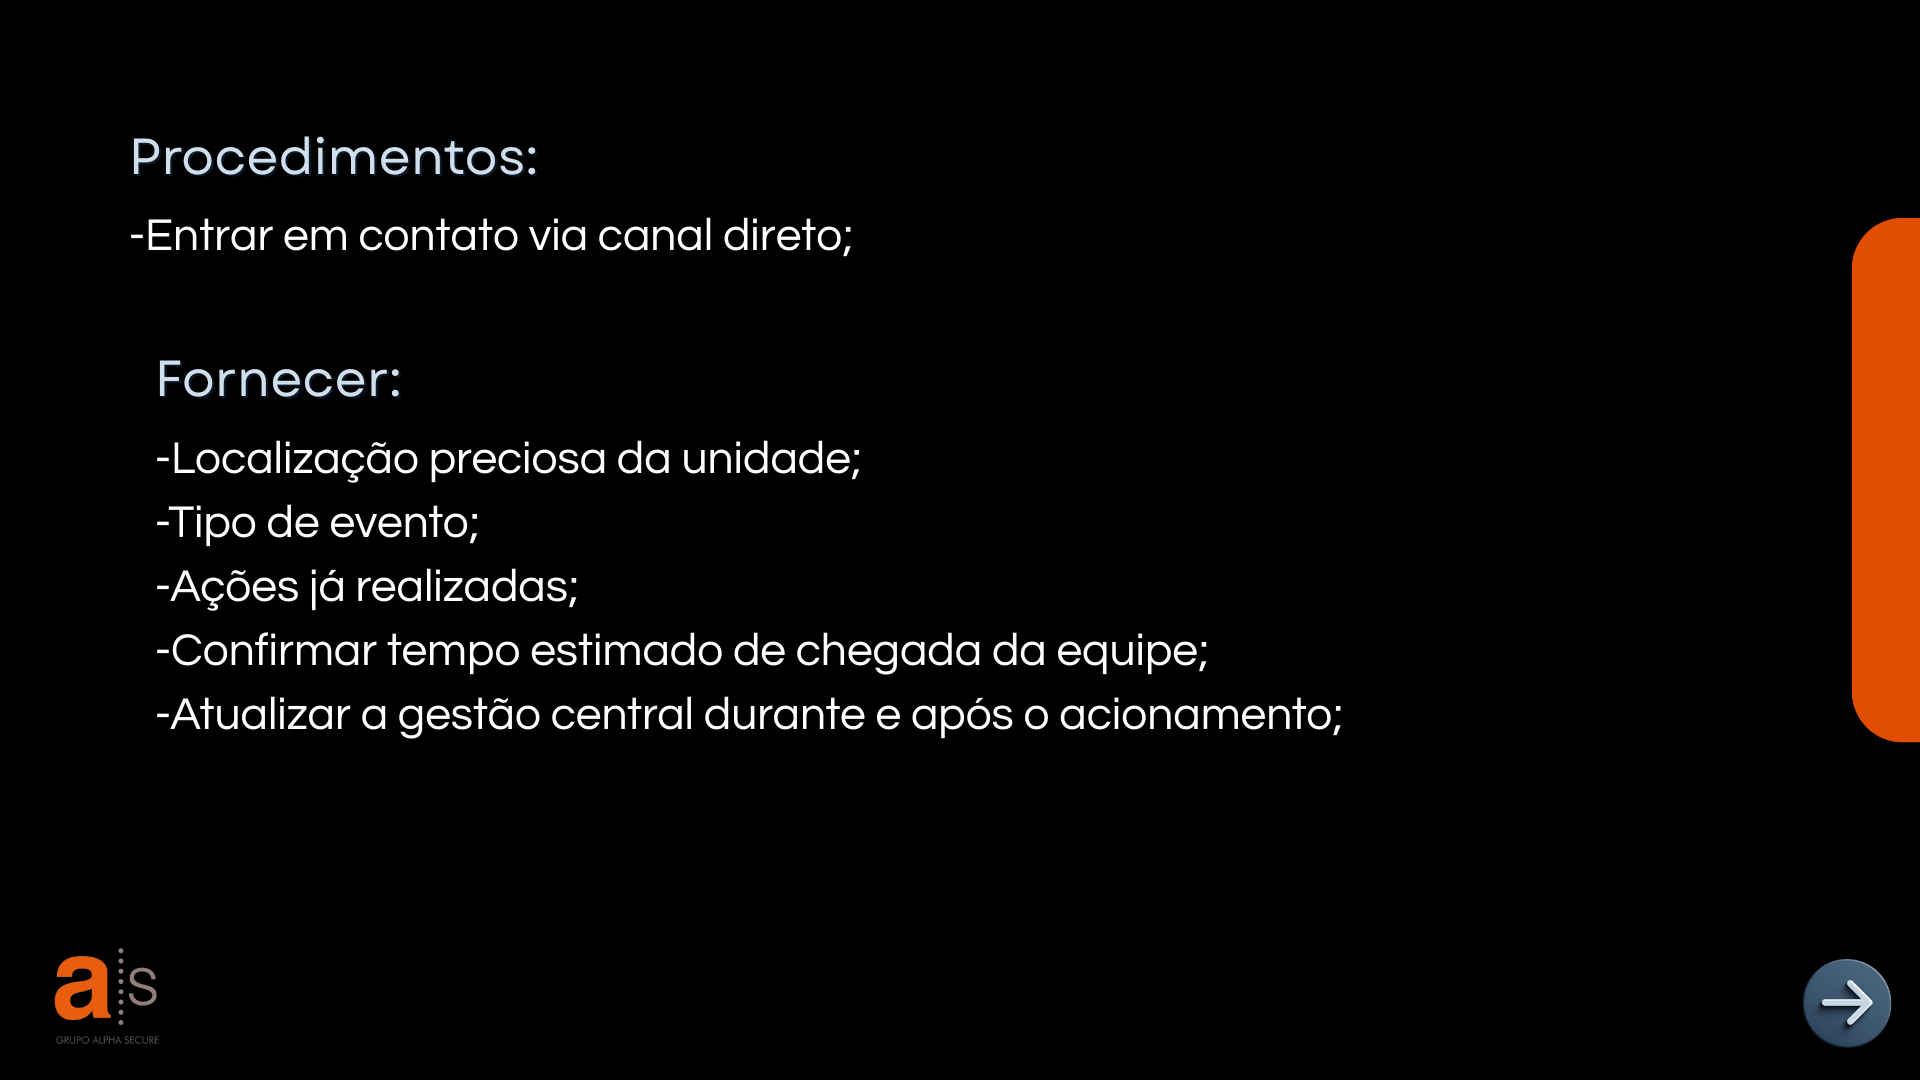 Procedimentos:
-Entrar em contato via canal direto;
Fornecer:
-Localização preciosa da unidade;
-Tipo de evento;
-Ações já realizadas;
-Confirmar tempo estimado de chegada da equipe;
-Atualizar a gestão central durante e após o acionamento;
a s
GRUPO ALPHA SECURE